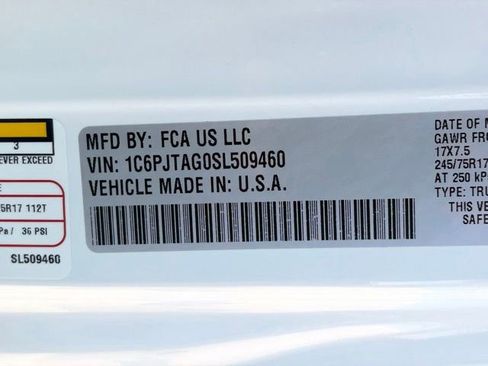 3
EVER EXCEED
5R17 112T
Pa / 36 PSI
SL509460
MFD BY: FCA US LLC
VIN: 1C6PJTAG0SL509460
VEHICLE MADE IN: U.S.A.
DATE OF M
GAWR FRO
17X7.5
245/75R17
AT 250 kP
TYPE: TRU
THIS VE
SAFE